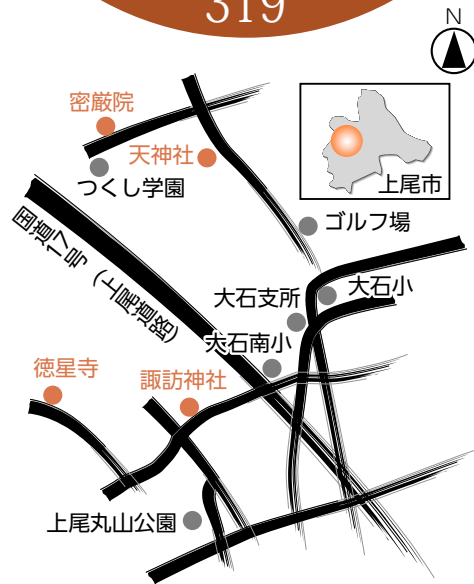 319
N
密厳院
天神社
つくし学園
上尾市
ゴルフ場
国道17号（上尾道路）
大石支所
大石小
大石南小
徳星寺
諏訪神社
上尾丸山公園